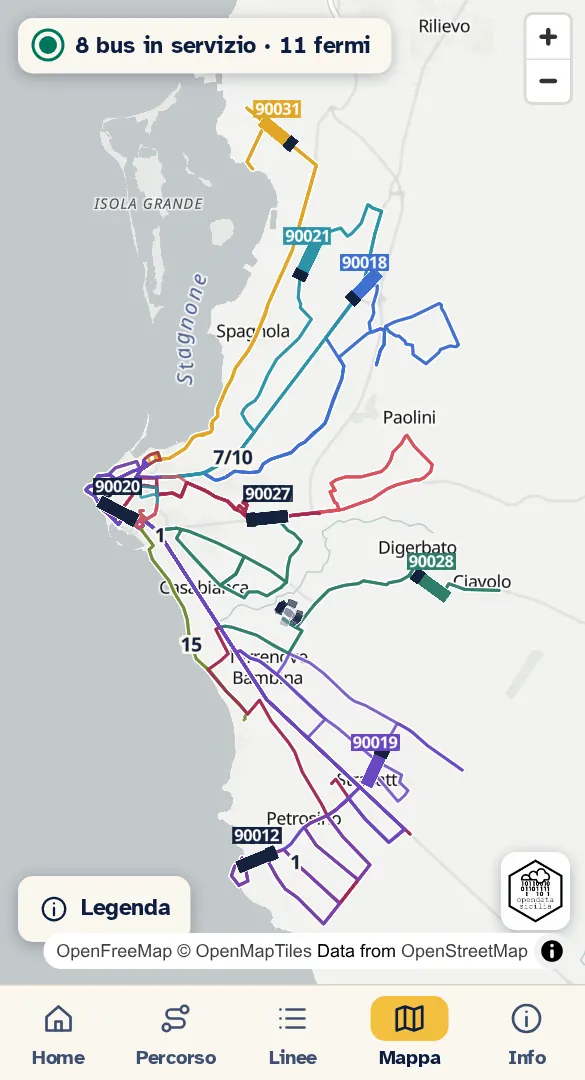 Rilievo
8 bus in servizio · 11 fermi
+
−
90031
ISOLA GRANDE
90021
90018
Stagnone
Spagnola
Paolini
7/10
90020
90027
1
Digerbato
90028
Ciavolo
Casabianca
15
Terrenove
Bambina
90019
Petrosino
90012
1
opendata
sicilia
Legenda
OpenFreeMap © OpenMapTiles Data from OpenStreetMap
Home
Percorso
Linee
Mappa
Info